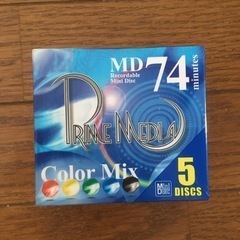 MD 74
Recordable
Mini Disc
minutes
PRIME MEDIA
Color Mix
5
DISCS